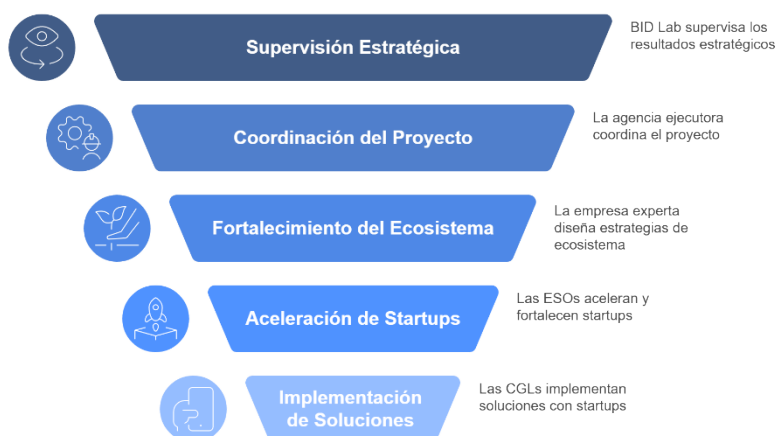 Supervisión Estratégica
BID Lab supervisa los
resultados estratégicos
Coordinación del Proyecto
La agencia ejecutora
coordina el proyecto
Fortalecimiento del Ecosistema
La empresa experta
diseña estrategias de
ecosistema
Aceleración de Startups
Las ESOs aceleran y
fortalecen startups
Implementación
de Soluciones
Las CGLs implementan
soluciones con startups